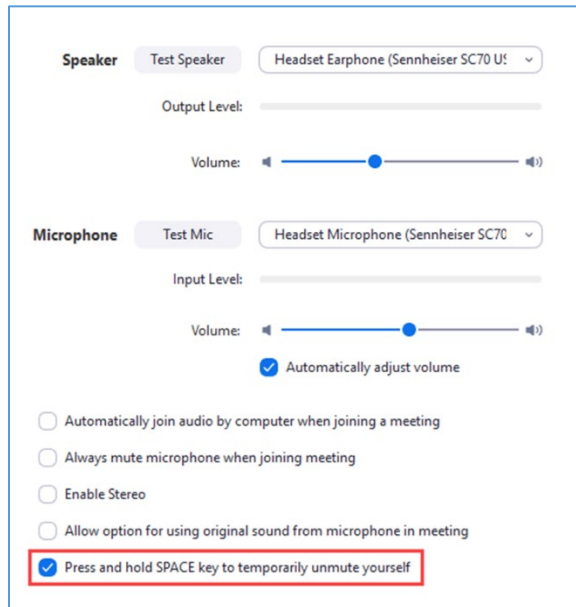 Speaker Test Speaker Headset Earphone (Sennheiser SC70 US
Output Level:
Volume:
Microphone Test Mic Headset Microphone (Sennheiser SC70
Input Level:
Volume:
Automatically adjust volume
Automatically join audio by computer when joining a meeting
Always mute microphone when joining meeting
Enable Stereo
Allow option for using original sound from microphone in meeting
Press and hold SPACE key to temporarily unmute yourself